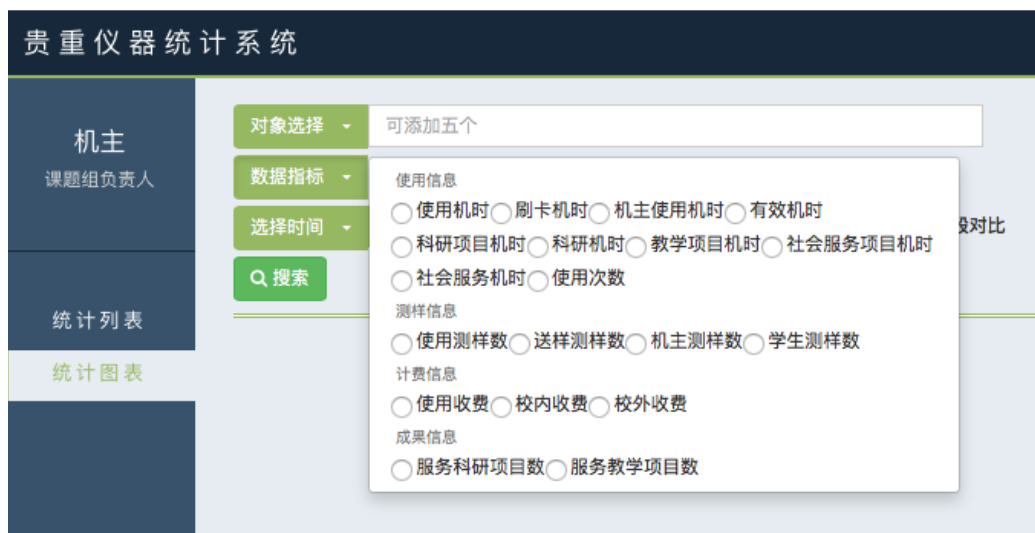 贵重仪器统计系统
机主
课题组负责人
统计列表
统计图表
对象选择 可添加五个
数据指标
选择时间
搜索
使用信息
使用机时 刷卡机时 机主使用机时 有效机时
科研项目机时 科研机时 教学项目机时 社会服务项目机时
社会服务机时 使用次数
测样信息
使用测样数 送样测样数 机主测样数 学生测样数
计费信息
使用收费 校内收费 校外收费
成果信息
服务科研项目数 服务教学项目数
对比